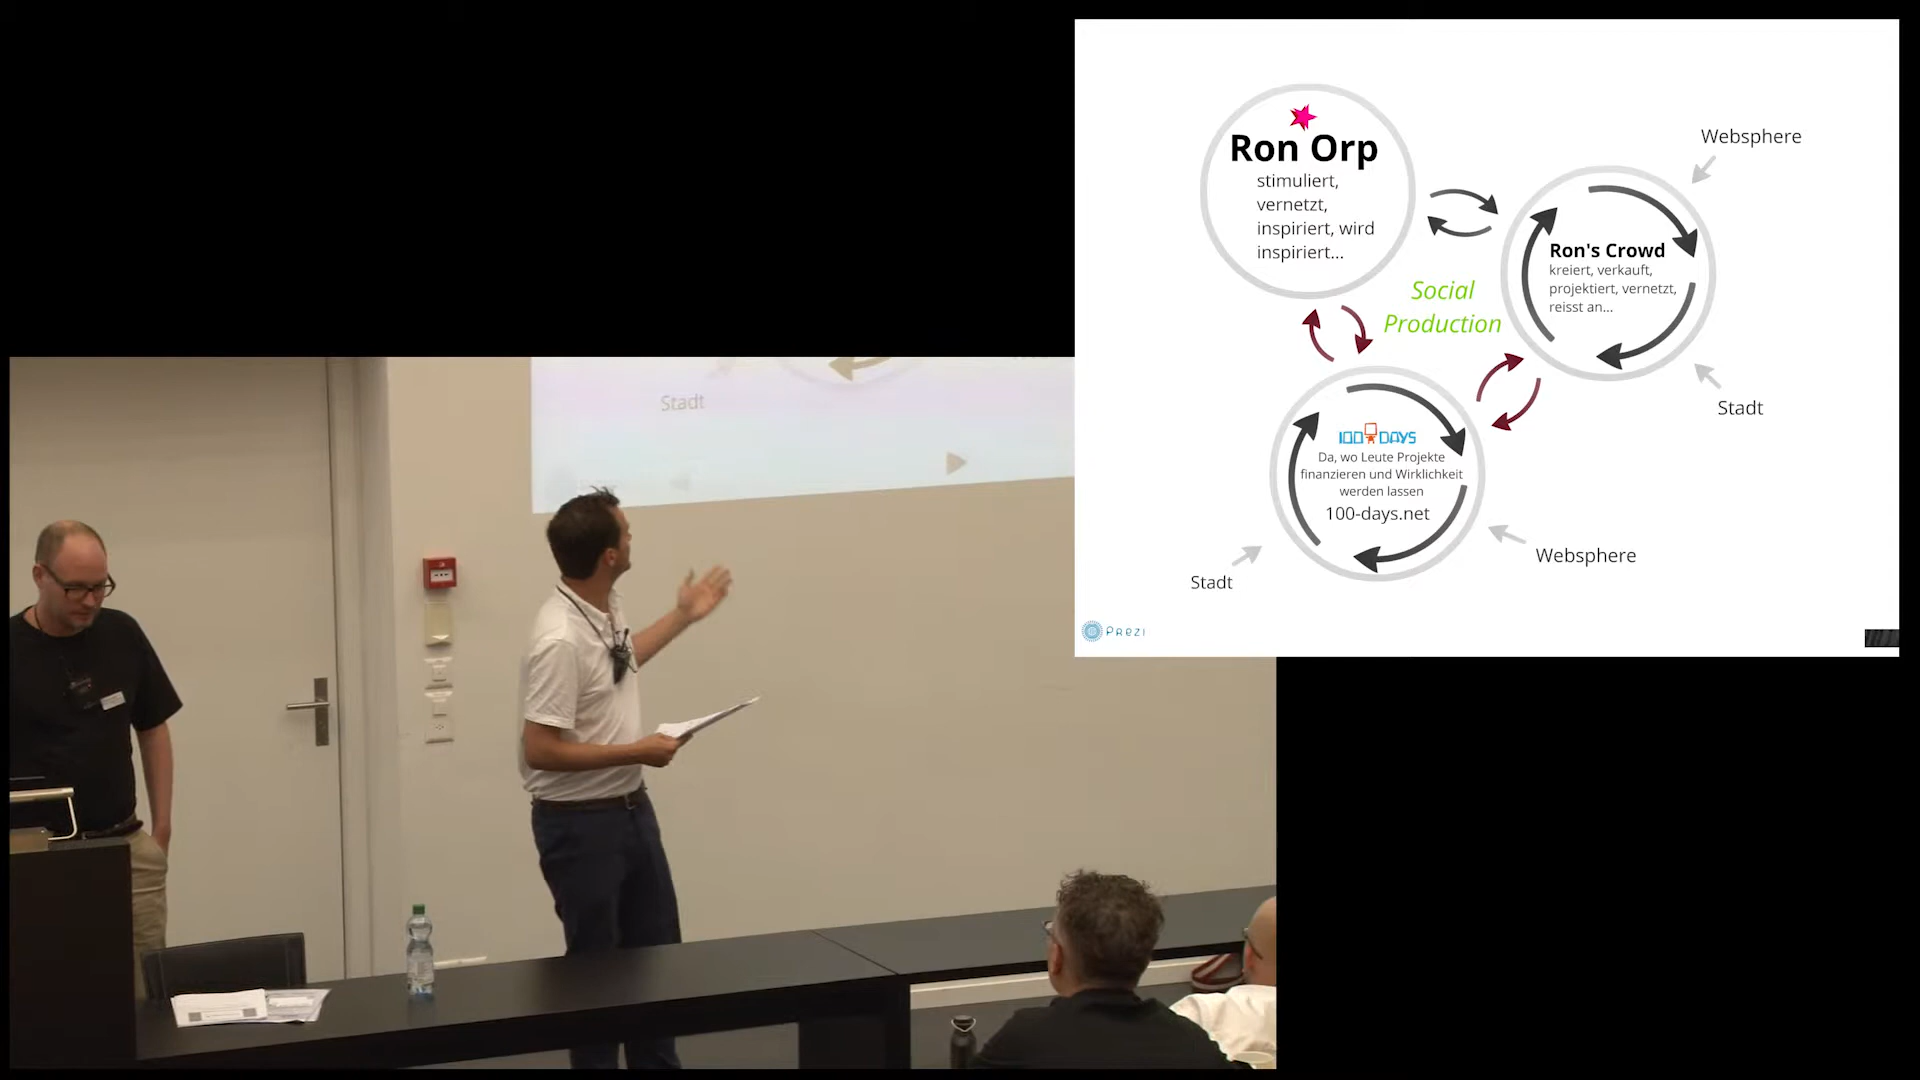 Ron Orp
stimuliert,
vernetzt,
inspiriert, wird
inspiriert...
Websphere
Ron's Crowd
kreiert, verkauft,
projektiert, vernetzt,
reisst an...
Social
Production
Stadt
100 DAYS
Da, wo Leute Projekte
finanzieren und Wirklichkeit
werden lassen
100-days.net
Websphere
Stadt
Prezi
Stadt